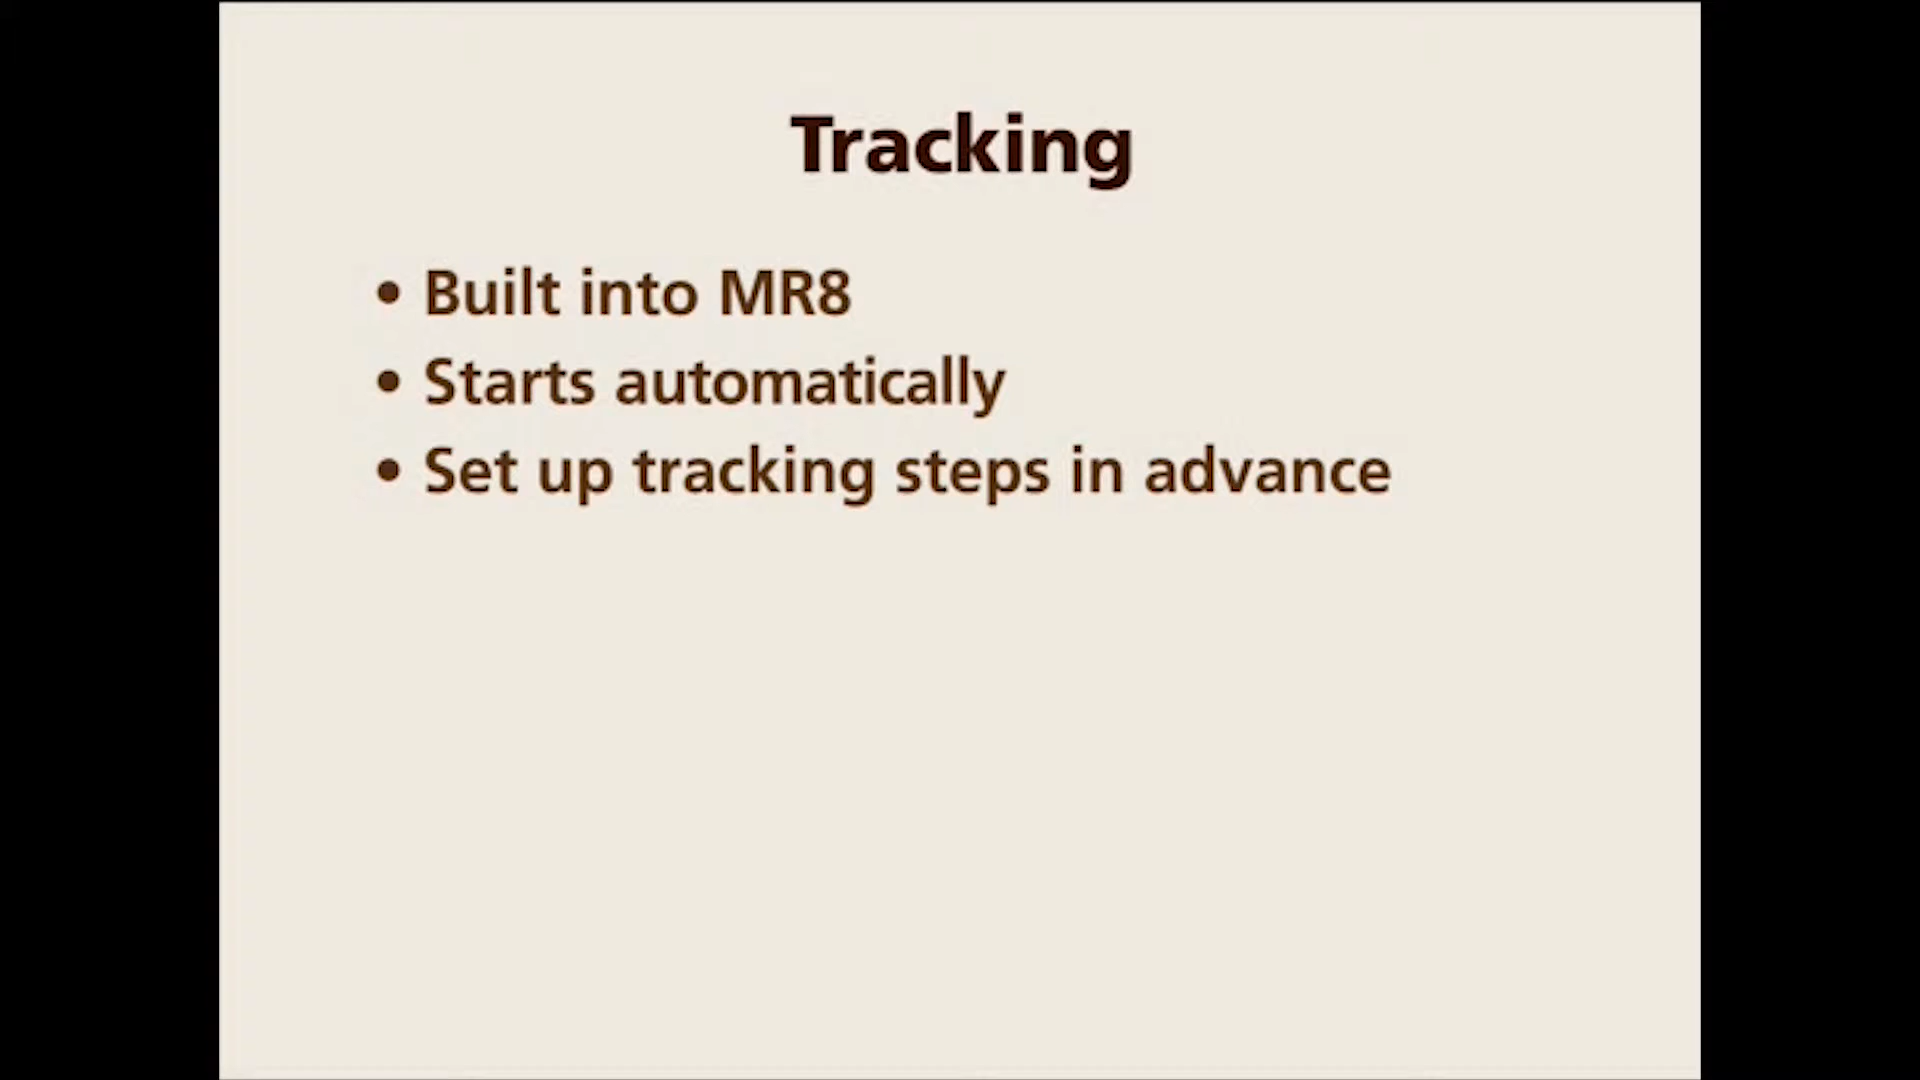 Tracking
• Built into MR8
• Starts automatically
• Set up tracking steps in advance